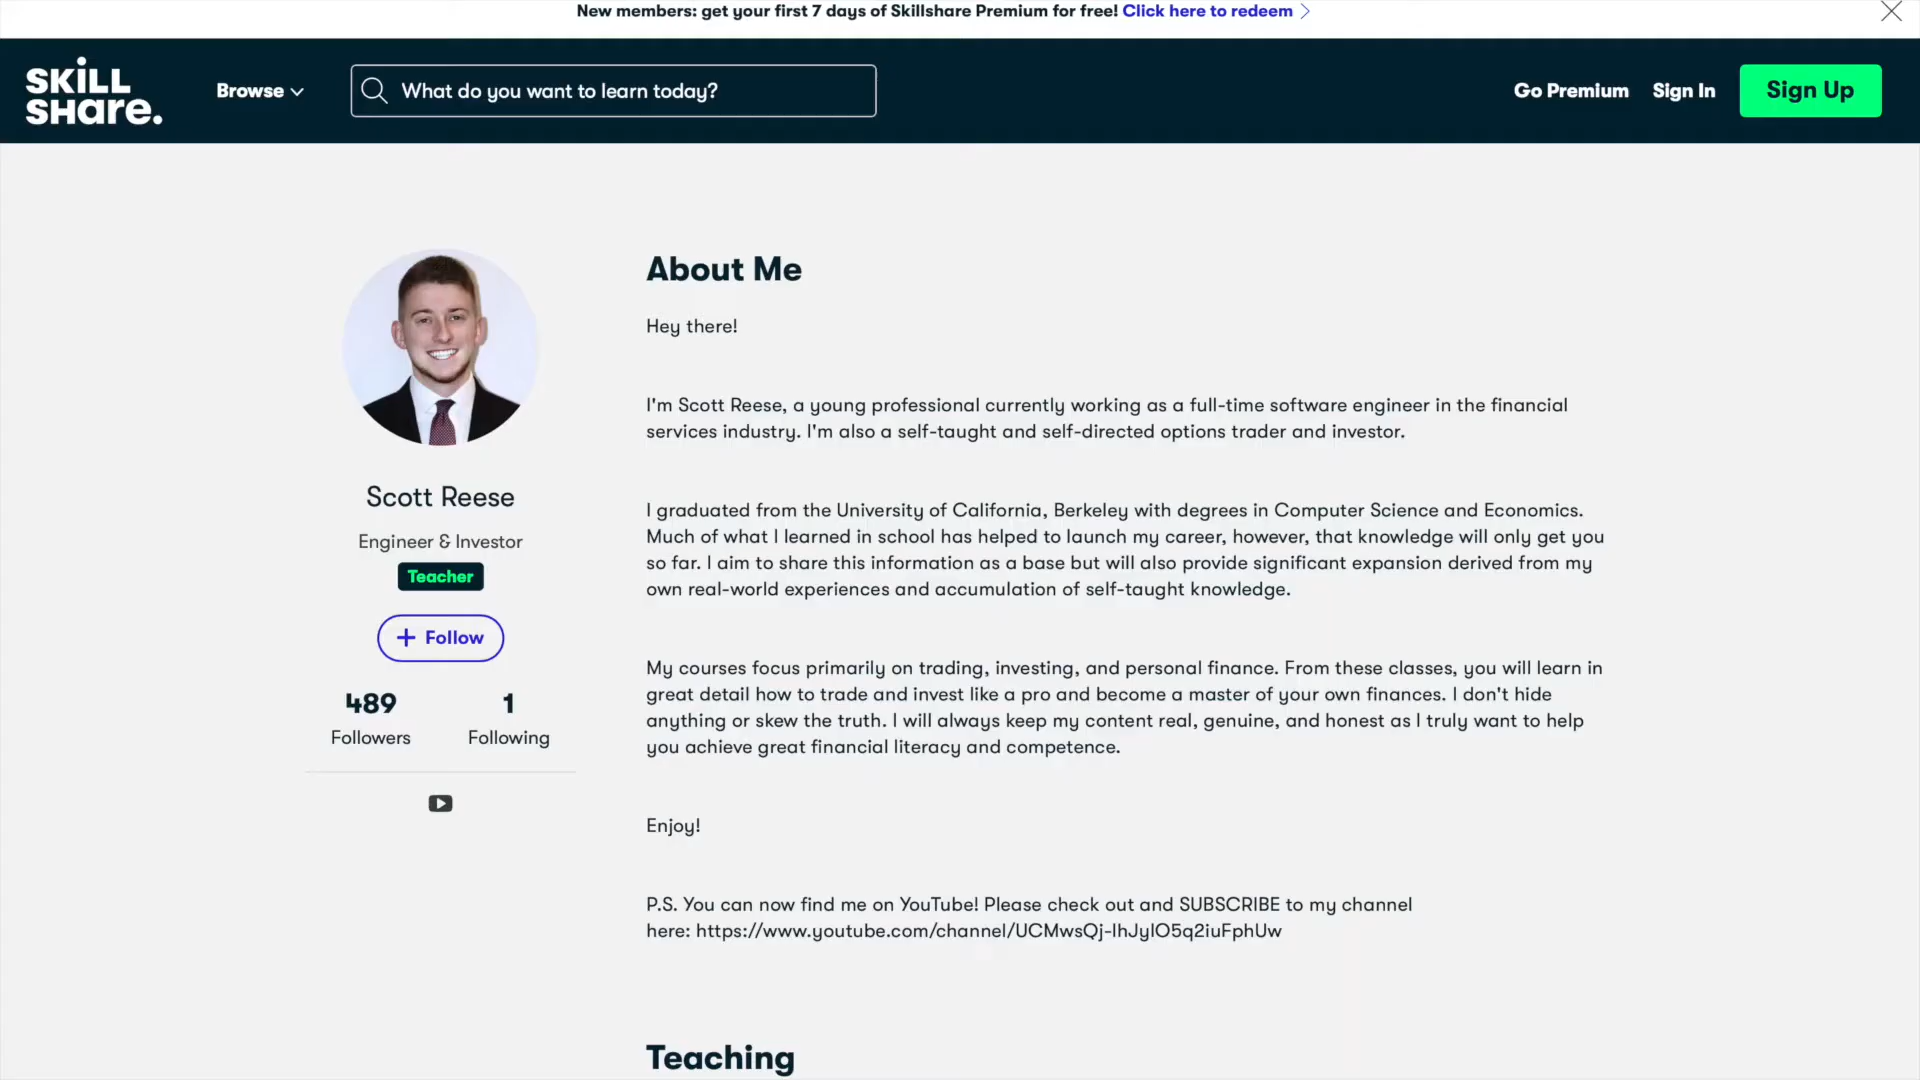 New members: get your first 7 days of Skillshare Premium for free! Click here to redeem
SKILL
SHARE.
Browse
What do you want to learn today?
Go Premium
Sign In
Sign Up
Scott Reese
Engineer & Investor
Teacher
+ Follow
489
Followers
1
Following
About Me
Hey there!
I'm Scott Reese, a young professional currently working as a full-time software engineer in the financial
services industry. I'm also a self-taught and self-directed options trader and investor.
I graduated from the University of California, Berkeley with degrees in Computer Science and Economics.
Much of what I learned in school has helped to launch my career, however, that knowledge will only get you
so far. I aim to share this information as a base but will also provide significant expansion derived from my
own real-world experiences and accumulation of self-taught knowledge.
My courses focus primarily on trading, investing, and personal finance. From these classes, you will learn in
great detail how to trade and invest like a pro and become a master of your own finances. I don't hide
anything or skew the truth. I will always keep my content real, genuine, and honest as I truly want to help
you achieve great financial literacy and competence.
Enjoy!
P.S. You can now find me on YouTube! Please check out and SUBSCRIBE to my channel
here: https://www.youtube.com/channel/UCMwsQj-lhJylO5q2iuFphUw
Teaching